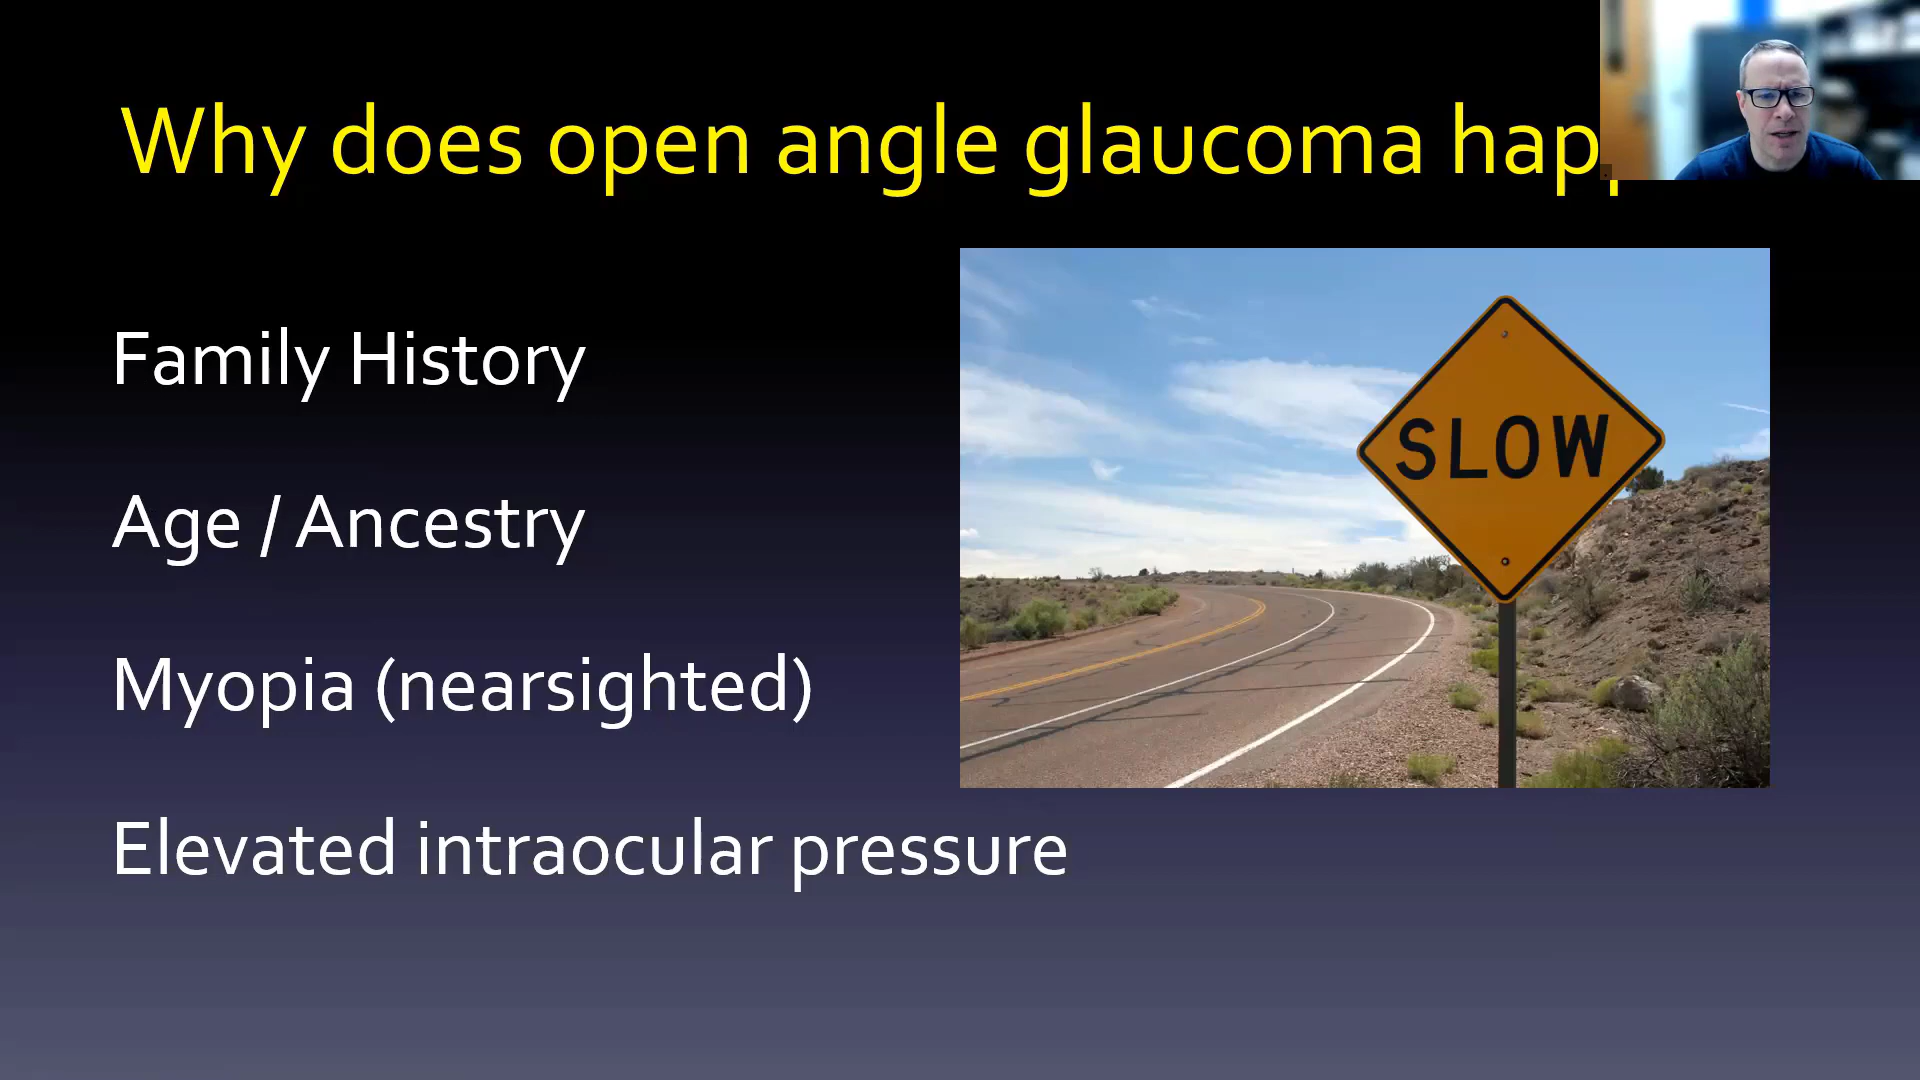 Why does open angle glaucoma hap
Family History
Age / Ancestry
Myopia (nearsighted)
Elevated intraocular pressure
SLOW